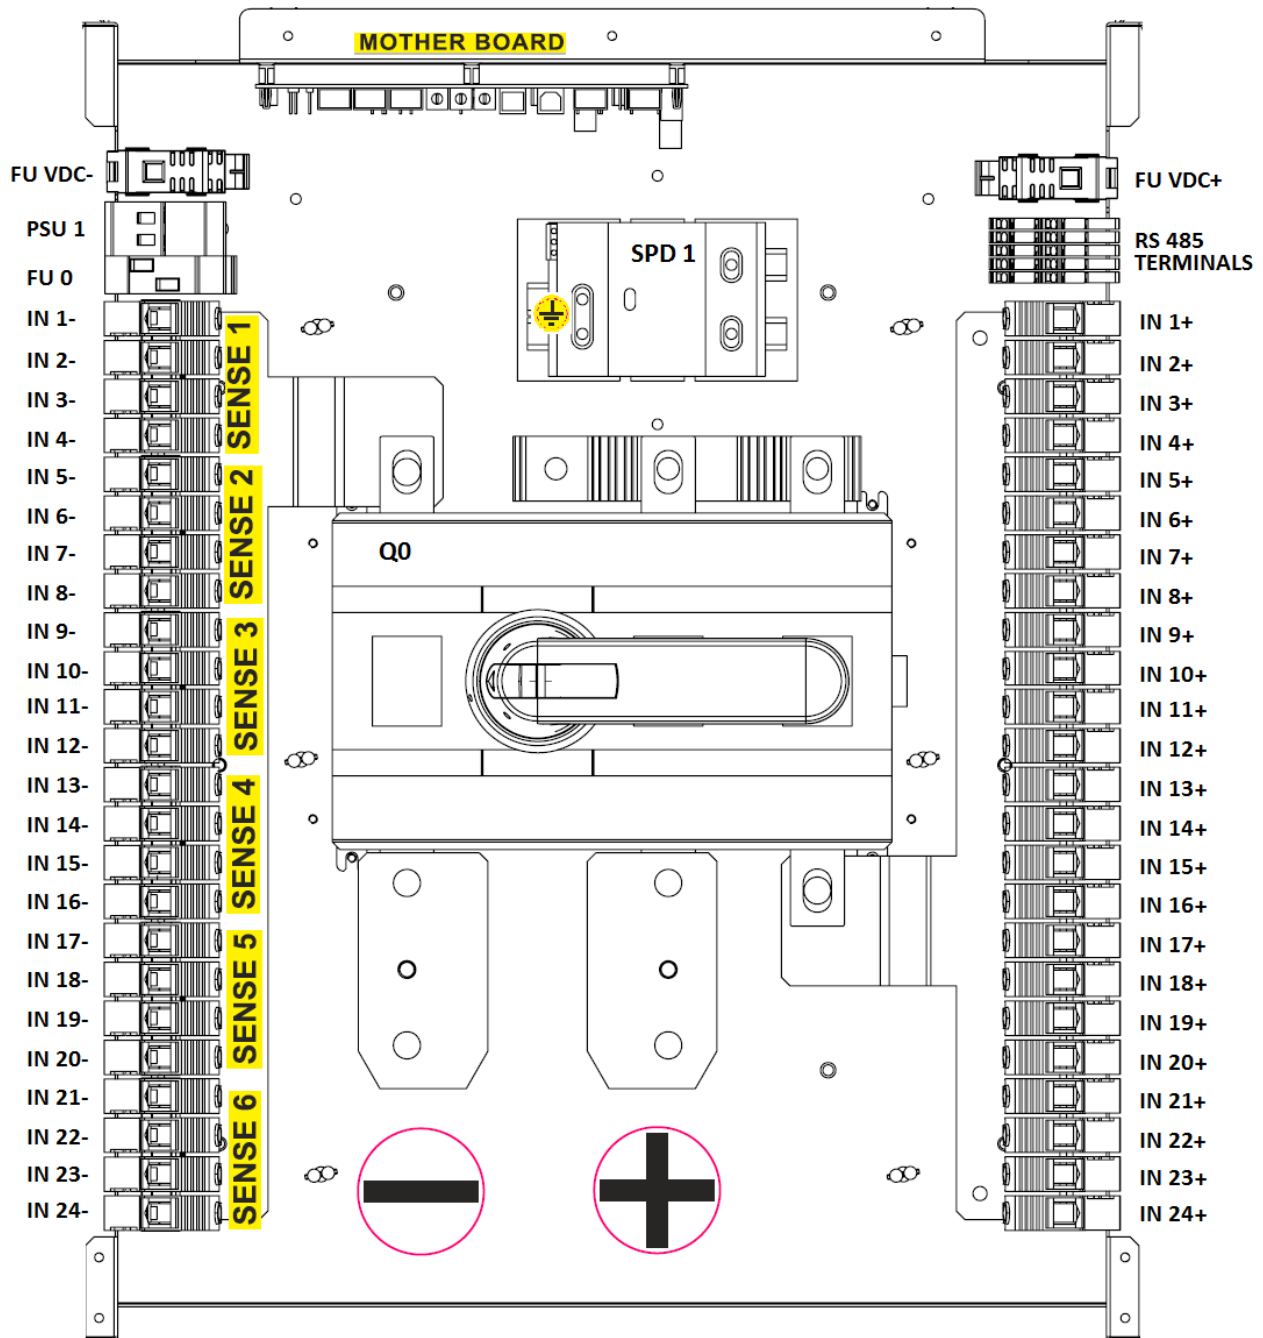 MOTHER BOARD
FU VDC-
FU VDC+
PSU 1
RS 485
TERMINALS
SPD 1
FU 0
IN 1-
IN 2-
IN 3-
IN 4-
IN 5-
IN 6-
IN 7-
IN 8-
IN 9-
IN 10-
IN 11-
IN 12-
IN 13-
IN 14-
IN 15-
IN 16-
IN 17-
IN 18-
IN 19-
IN 20-
IN 21-
IN 22-
IN 23-
IN 24-
SENSE 1
SENSE 2
SENSE 3
SENSE 4
SENSE 5
SENSE 6
Q0
IN 1+
IN 2+
IN 3+
IN 4+
IN 5+
IN 6+
IN 7+
IN 8+
IN 9+
IN 10+
IN 11+
IN 12+
IN 13+
IN 14+
IN 15+
IN 16+
IN 17+
IN 18+
IN 19+
IN 20+
IN 21+
IN 22+
IN 23+
IN 24+